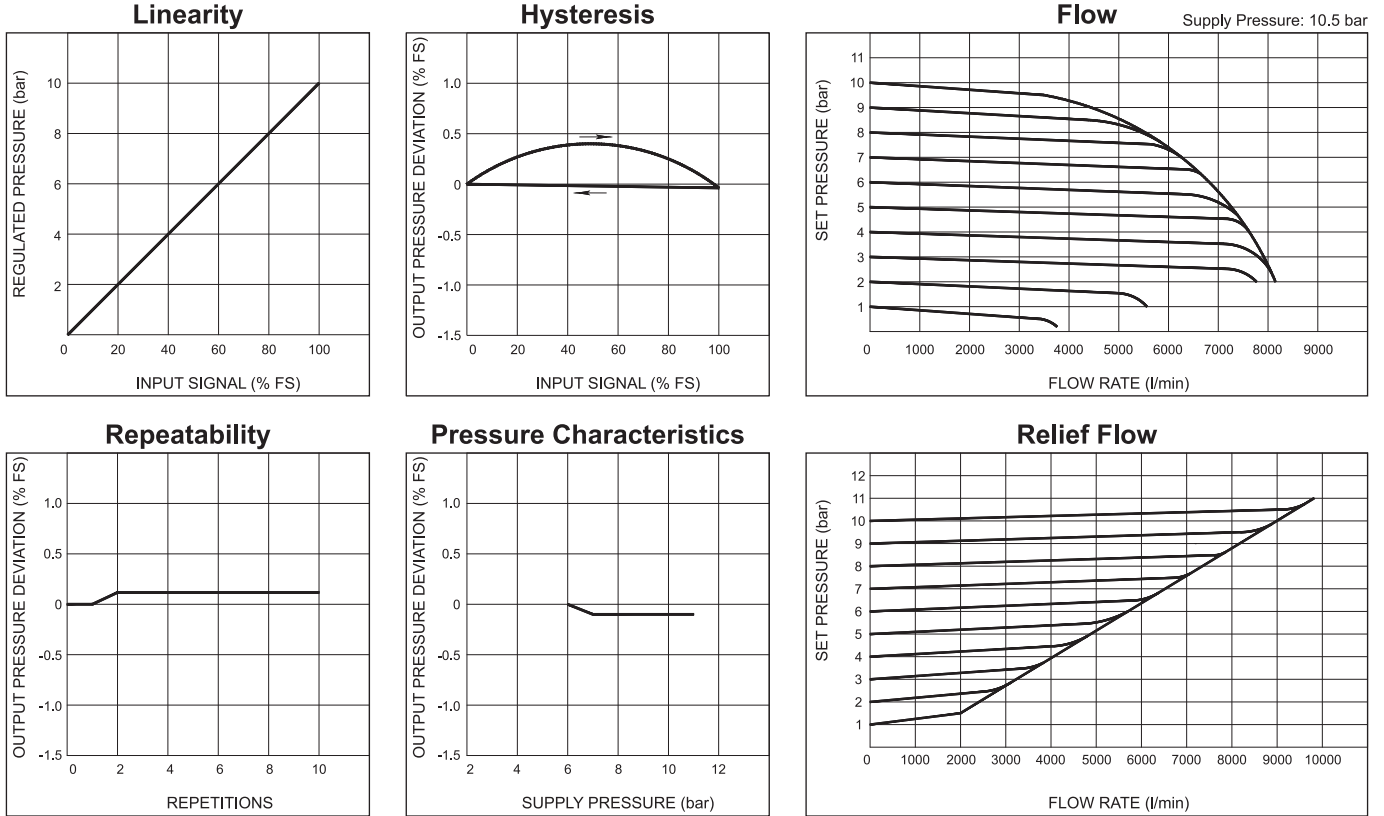 Linearity
REGULATED PRESSURE (bar)
10
8
6
4
2
0 20 40 60 80 100
INPUT SIGNAL (% FS)
Hysteresis
OUTPUT PRESSURE DEVIATION (% FS)
1.0
0.5
0
-0.5
-1.0
-1.5
0 20 40 60 80 100
INPUT SIGNAL (% FS)
Flow
Supply Pressure: 10.5 bar
SET PRESSURE (bar)
11
10
9
8
7
6
5
4
3
2
1
0 1000 2000 3000 4000 5000 6000 7000 8000 9000
FLOW RATE (l/min)
Repeatability
OUTPUT PRESSURE DEVIATION (% FS)
1.0
0.5
0
-0.5
-1.0
-1.5
0 2 4 6 8 10
REPETITIONS
Pressure Characteristics
OUTPUT PRESSURE DEVIATION (% FS)
1.0
0.5
0
-0.5
-1.0
-1.5
2 4 6 8 10 12
SUPPLY PRESSURE (bar)
Relief Flow
SET PRESSURE (bar)
12
11
10
9
8
7
6
5
4
3
2
1
0 1000 2000 3000 4000 5000 6000 7000 8000 9000 10000
FLOW RATE (l/min)